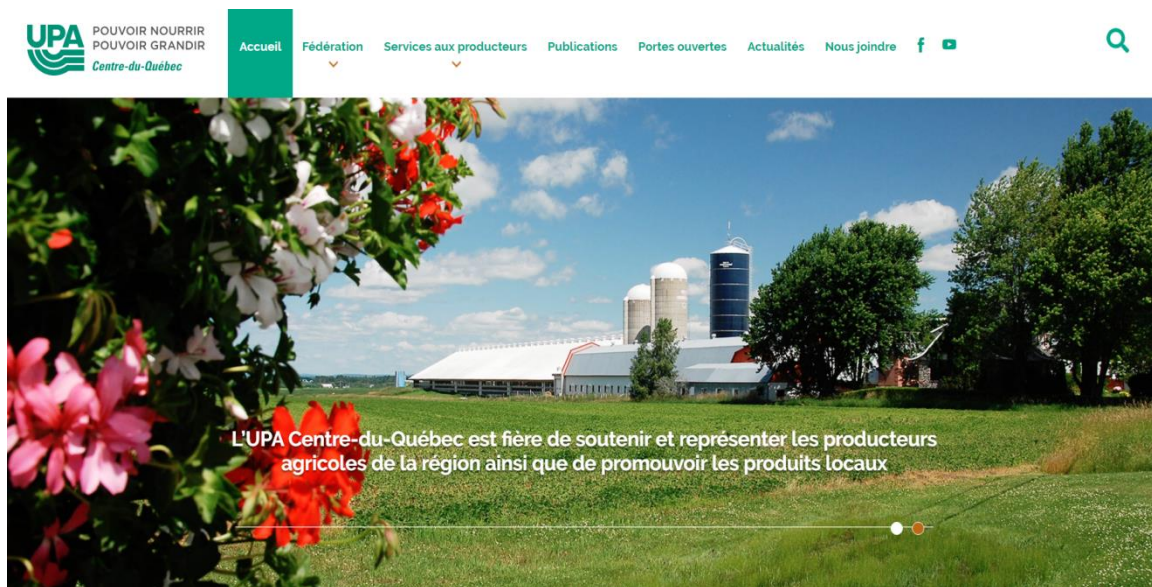 UPA
POUVOIR NOURRIR
POUVOIR GRANDIR
Centre-du-Québec
Accueil
Fédération
Services aux producteurs
Publications
Portes ouvertes
Actualités
Nous joindre
L'UPA Centre-du-Québec est fière de soutenir et représenter les producteurs
agricoles de la région ainsi que de promouvoir les produits locaux